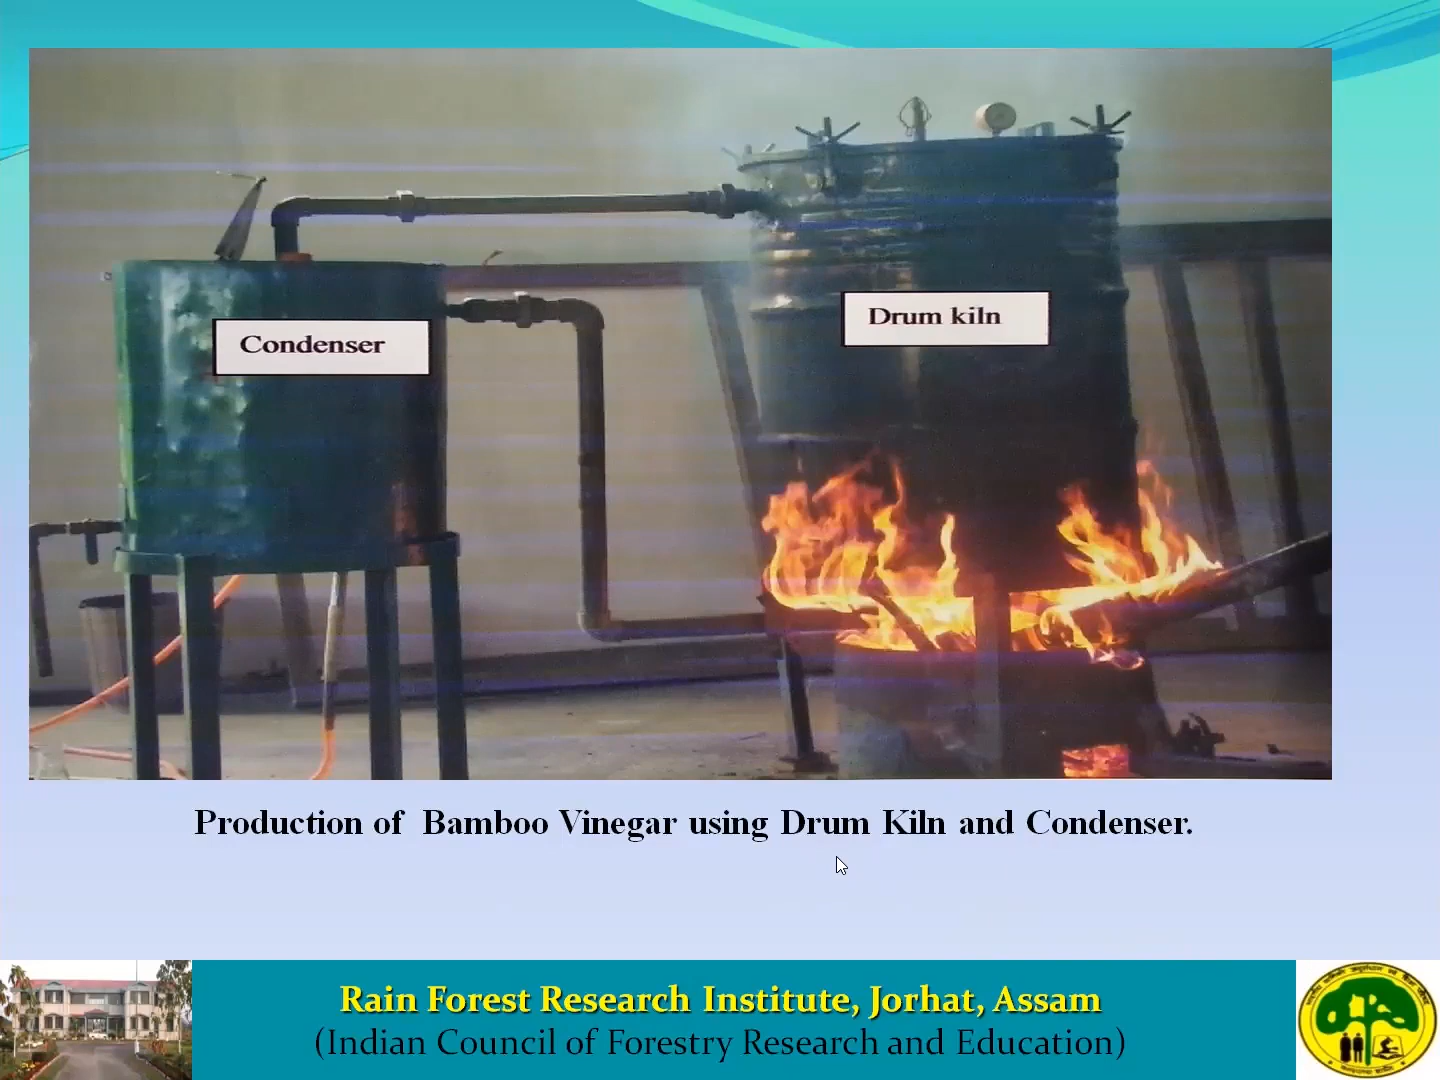 Condenser
Drum kiln
Production of Bamboo Vinegar using Drum Kiln and Condenser.
Rain Forest Research Institute, Jorhat, Assam
(Indian Council of Forestry Research and Education)